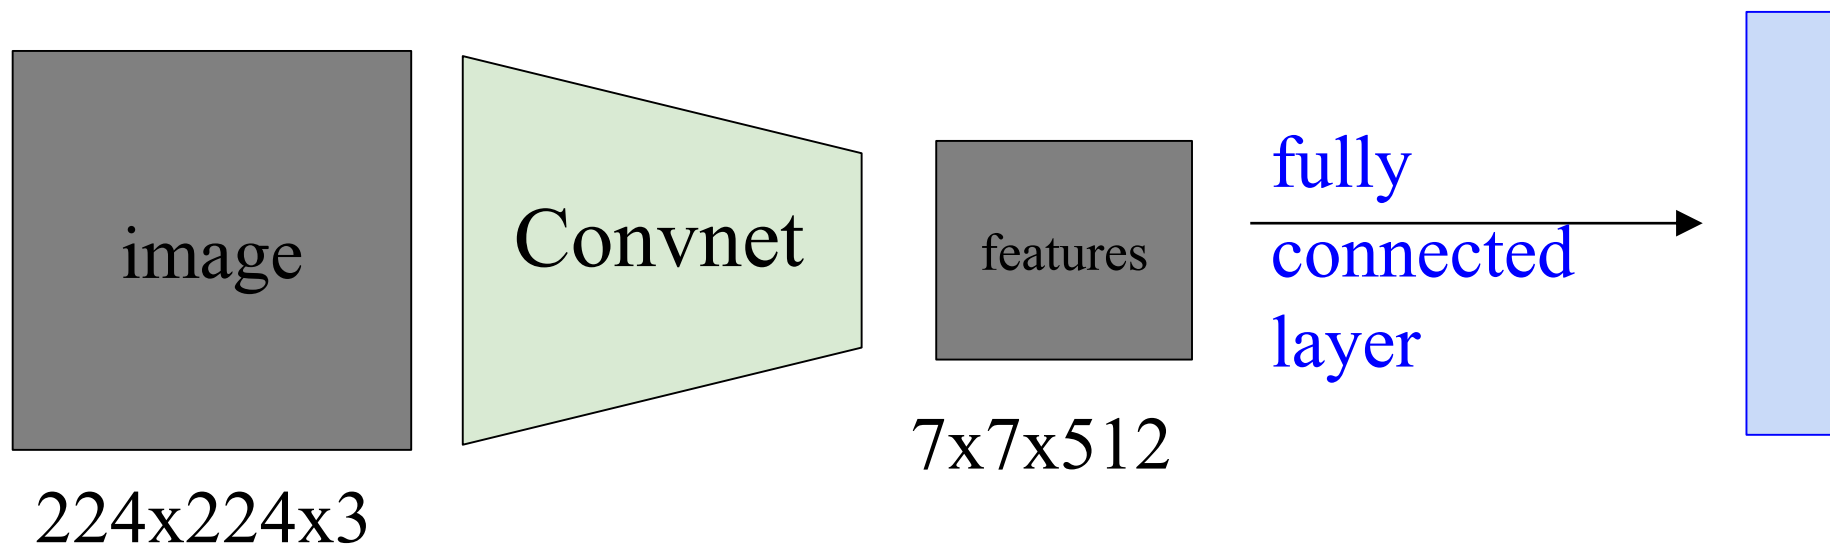 image
224x224x3
Convnet
features
7x7x512
fully
connected
layer